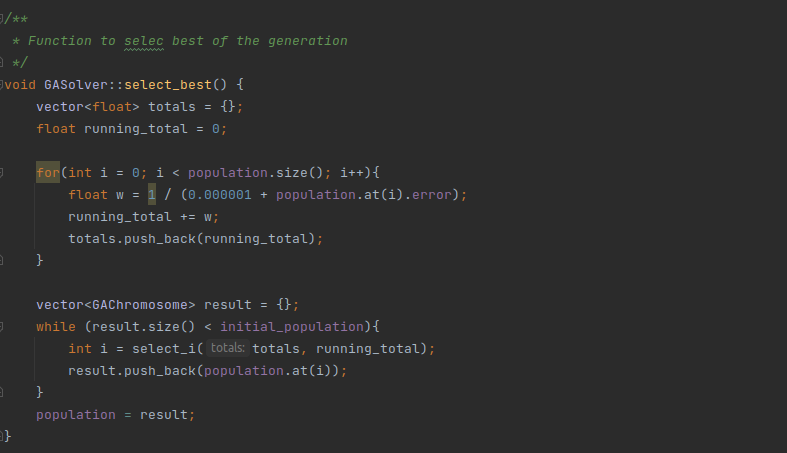 /**
 * Function to selec best of the generation
 */
void GASolver::select_best() {
    vector<float> totals = {};
    float running_total = 0;

    for(int i = 0; i < population.size(); i++){
        float w = 1 / (0.000001 + population.at(i).error);
        running_total += w;
        totals.push_back(running_total);
    }

    vector<GAChromosome> result = {};
    while (result.size() < initial_population){
        int i = select_i( totals: totals, running_total);
        result.push_back(population.at(i));
    }
    population = result;
}